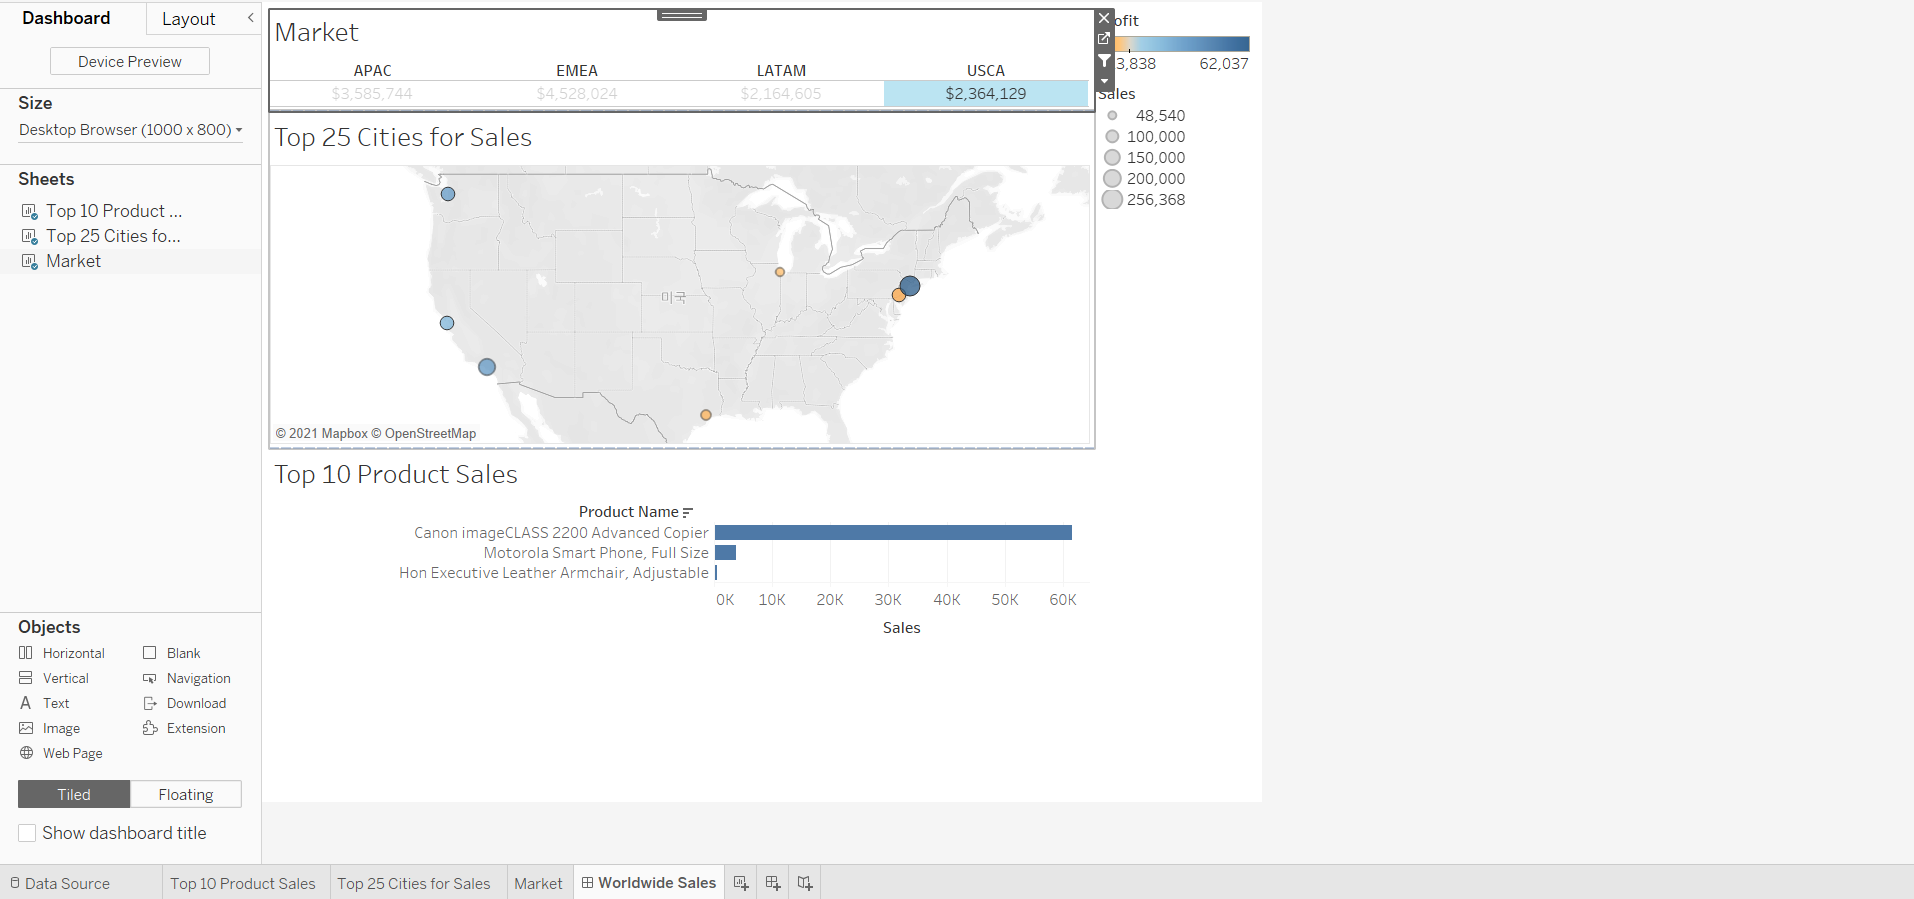 Dashboard
Layout
Device Preview
Size
Desktop Browser (1000 x 800)
Sheets
Top 10 Product ...
Top 25 Cities fo...
Market
Objects
Horizontal
Blank
Vertical
Navigation
Text
Download
Image
Extension
Web Page
Tiled
Floating
Show dashboard title
Market
APAC
EMEA
LATAM
USCA
$3,585,744
$4,528,024
$2,164,605
$2,364,129
Top 25 Cities for Sales
미국
© 2021 Mapbox © OpenStreetMap
Top 10 Product Sales
Product Name
Canon imageCLASS 2200 Advanced Copier
Motorola Smart Phone, Full Size
Hon Executive Leather Armchair, Adjustable
0K 10K 20K 30K 40K 50K 60K
Sales
ofit
3,838
62,037
Sales
48,540
100,000
150,000
200,000
256,368
Data Source
Top 10 Product Sales
Top 25 Cities for Sales
Market
Worldwide Sales